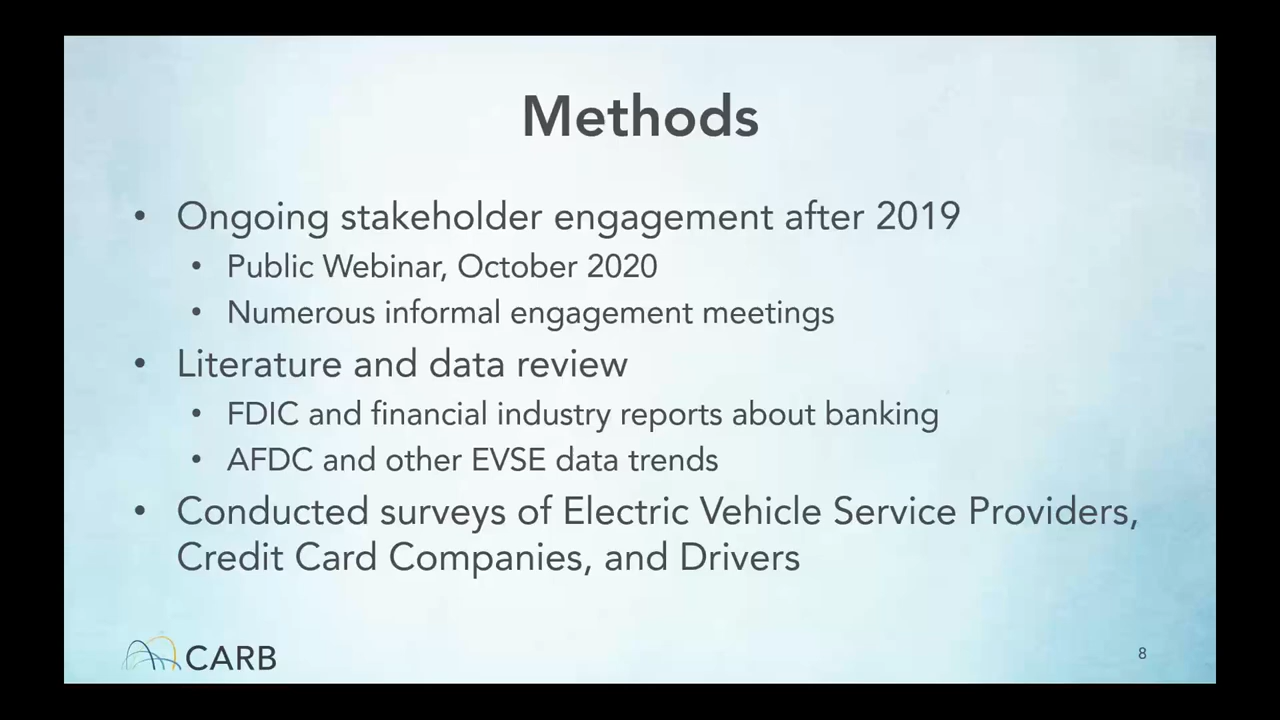 Methods
• Ongoing stakeholder engagement after 2019
• Public Webinar, October 2020
• Numerous informal engagement meetings
• Literature and data review
• FDIC and financial industry reports about banking
• AFDC and other EVSE data trends
• Conducted surveys of Electric Vehicle Service Providers,
Credit Card Companies, and Drivers
CARB
8